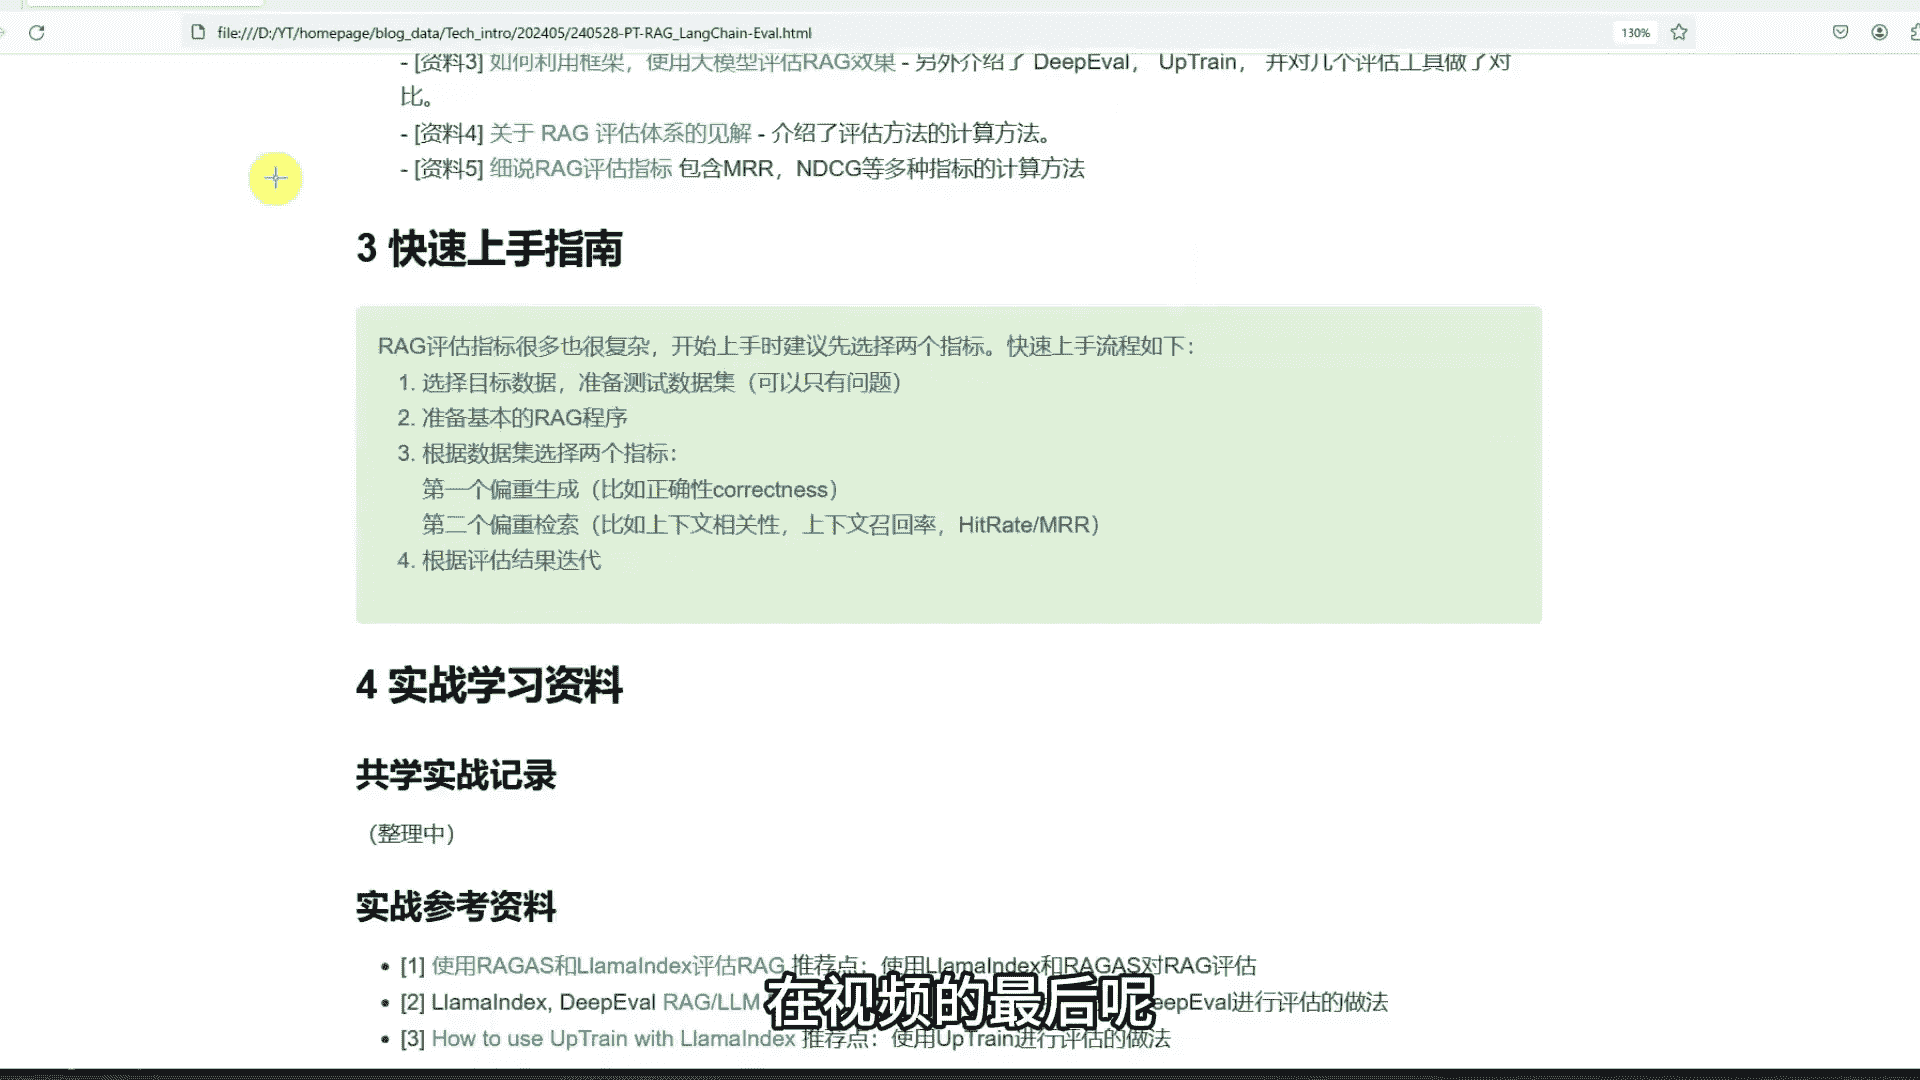 file:///D:/YT/homepage/blog_data/Tech_intro/202405/240528-PT-RAG_LangChain-Eval.html
130%
- [资料3] 如何利用框架，使用大模型评估RAG效果 - 另外介绍了 DeepEval， UpTrain， 并对几个评估工具做了对
比。
- [资料4] 关于 RAG 评估体系的见解 - 介绍了评估方法的计算方法。
- [资料5] 细说RAG评估指标 包含MRR，NDCG等多种指标的计算方法
3 快速上手指南
RAG评估指标很多也很复杂，开始上手时建议先选择两个指标。快速上手流程如下：
1. 选择目标数据，准备测试数据集（可以只有问题）
2. 准备基本的RAG程序
3. 根据数据集选择两个指标：
第一个偏重生成（比如正确性correctness）
第二个偏重检索（比如上下文相关性，上下文召回率，HitRate/MRR）
4. 根据评估结果迭代
4 实战学习资料
共学实战记录
（整理中）
实战参考资料
[1] 使用RAGAS和LlamaIndex评估RAG 推荐点：使用LlamaIndex和RAGAS对RAG评估
[2] LlamaIndex, DeepEval RAG/LLM eepEval进行评估的做法
在视频的最后呢
[3] How to use UpTrain with LlamaIndex 推荐点：使用UpTrain进行评估的做法